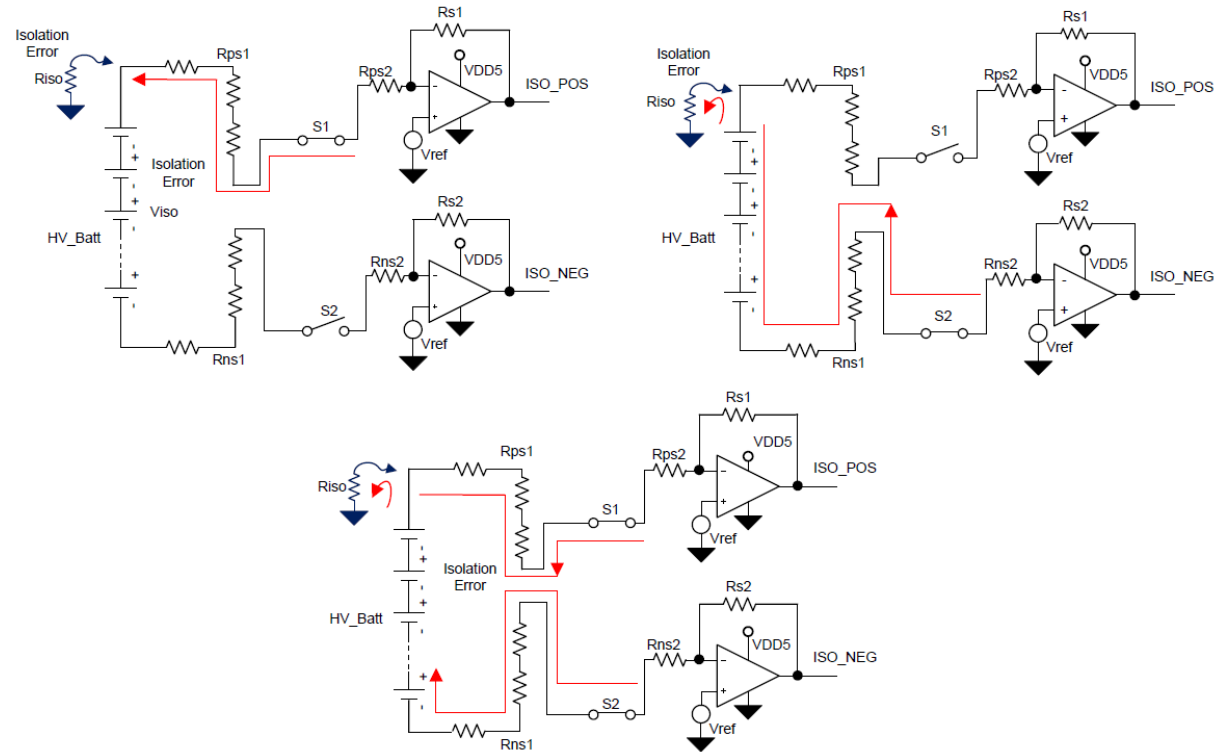 Isolation
Error
Riso
Rps1
Rs1
Rps2
VDD5
ISO_POS
-
+
S1
Vref
-
+
-
+
-
+
-
Isolation
Error
Viso
HV_Batt
Rs2
Rns2
VDD5
ISO_NEG
-
+
S2
Vref
Rns1
Isolation
Error
Riso
Rps1
Rs1
Rps2
VDD5
ISO_POS
-
+
S1
Vref
-
+
-
+
-
+
-
HV_Batt
Rs2
Rns2
VDD5
ISO_NEG
-
+
S2
Vref
Rns1
Riso
Rps1
Rs1
Rps2
VDD5
ISO_POS
-
+
S1
Vref
-
+
-
+
-
+
-
Isolation
Error
HV_Batt
Rs2
Rns2
VDD5
ISO_NEG
-
+
S2
Vref
Rns1